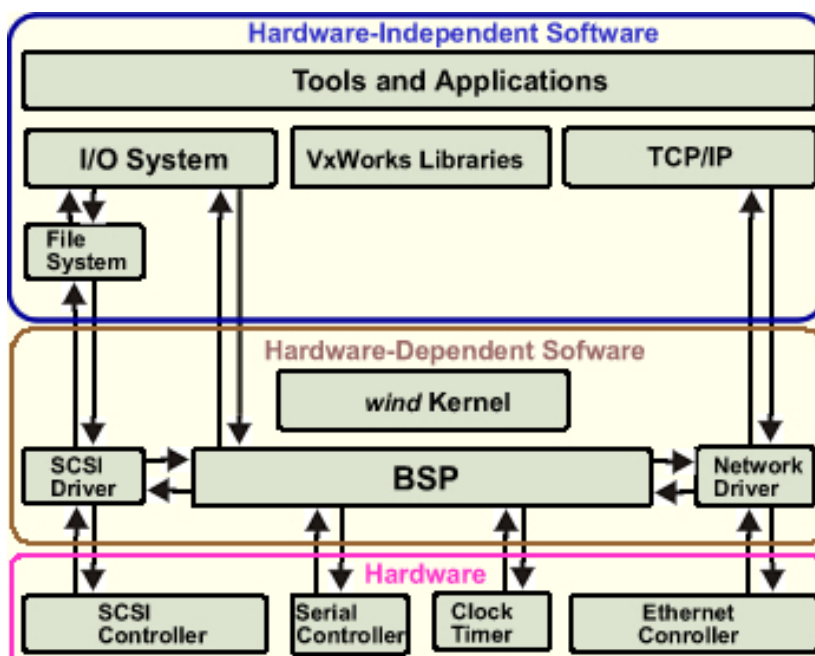 Hardware-Independent Software
Tools and Applications
I/O System
VxWorks Libraries
TCP/IP
File
System
Hardware-Dependent Sofware
wind Kernel
SCSI
Driver
BSP
Network
Driver
Hardware
SCSI
Controller
Serial
Controller
Clock
Timer
Ethernet
Conroller